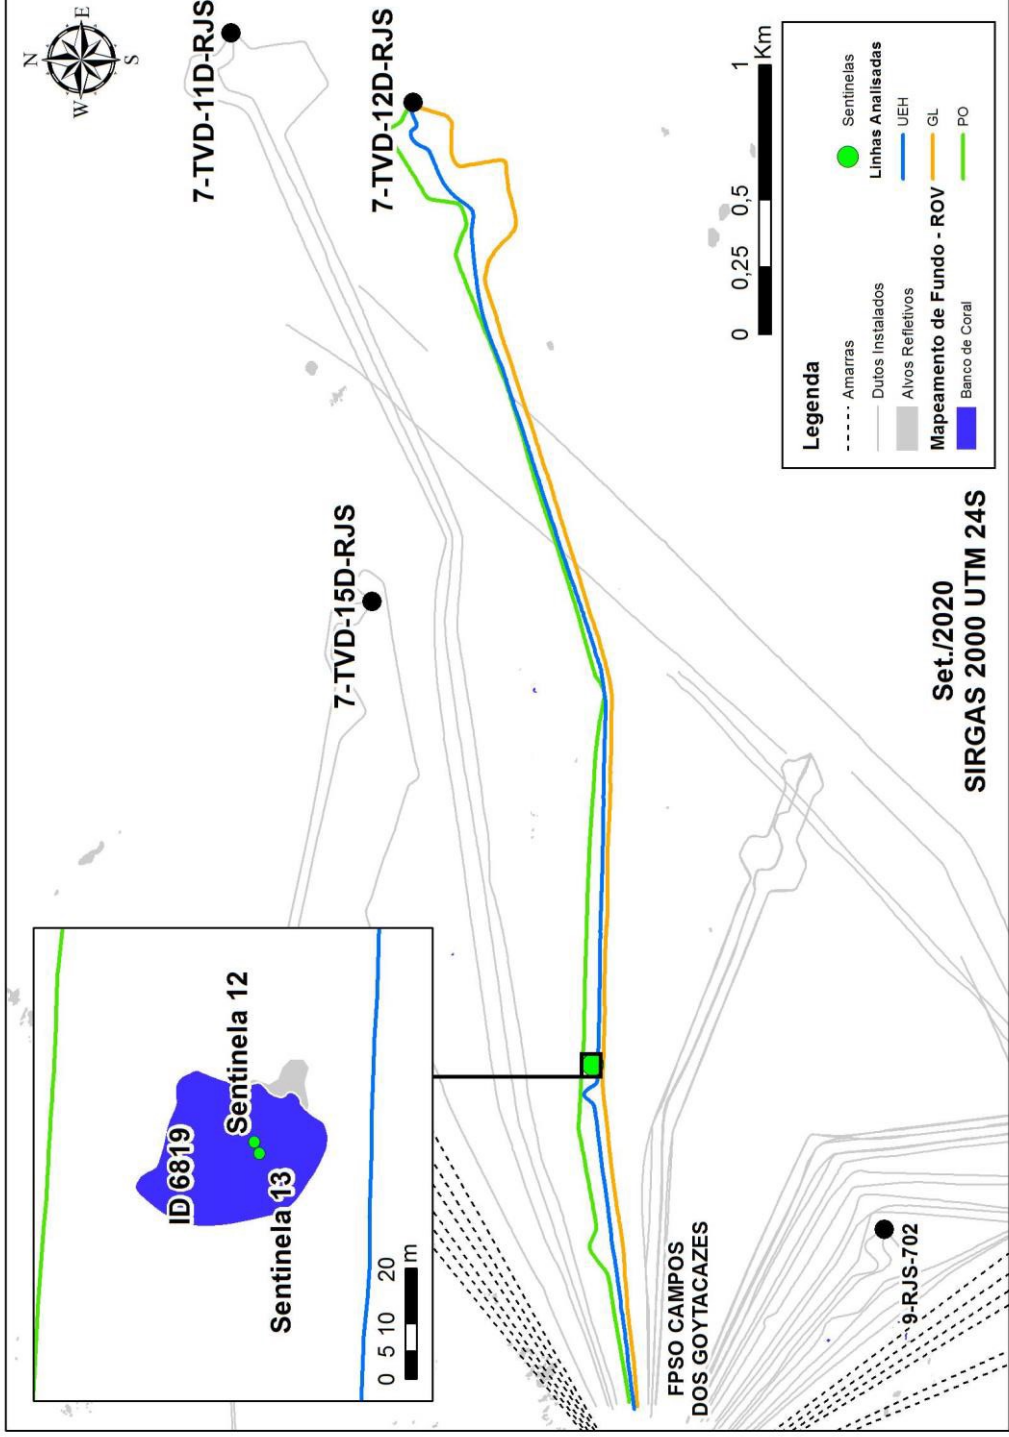 N
E
S
W
7-TVD-11D-RJS
7-TVD-12D-RJS
7-TVD-15D-RJS
ID 6819
Sentinela 12
Sentinela 13
0 5 10 20
m
FPSO CAMPOS
DOS GOYTACAZES
9-RJS-702
0 0,25 0,5 1
Km
Legenda
Amarras
Dutos Instalados
Alvos Refletivos
Mapeamento de Fundo - ROV
Banco de Coral
Sentinelas
Linhas Analisadas
UEH
GL
PO
Set./2020
SIRGAS 2000 UTM 24S